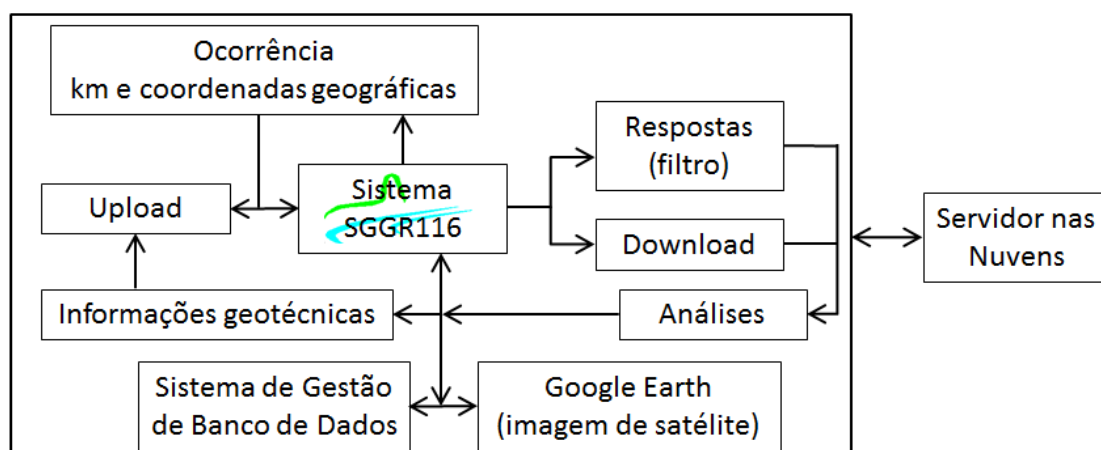 Ocorrência
km e coordenadas geográficas
Respostas
(filtro)
Upload
Sistema
SGGR116
Download
Servidor nas
Nuvens
Informações geotécnicas
Análises
Sistema de Gestão
de Banco de Dados
Google Earth
(imagem de satélite)